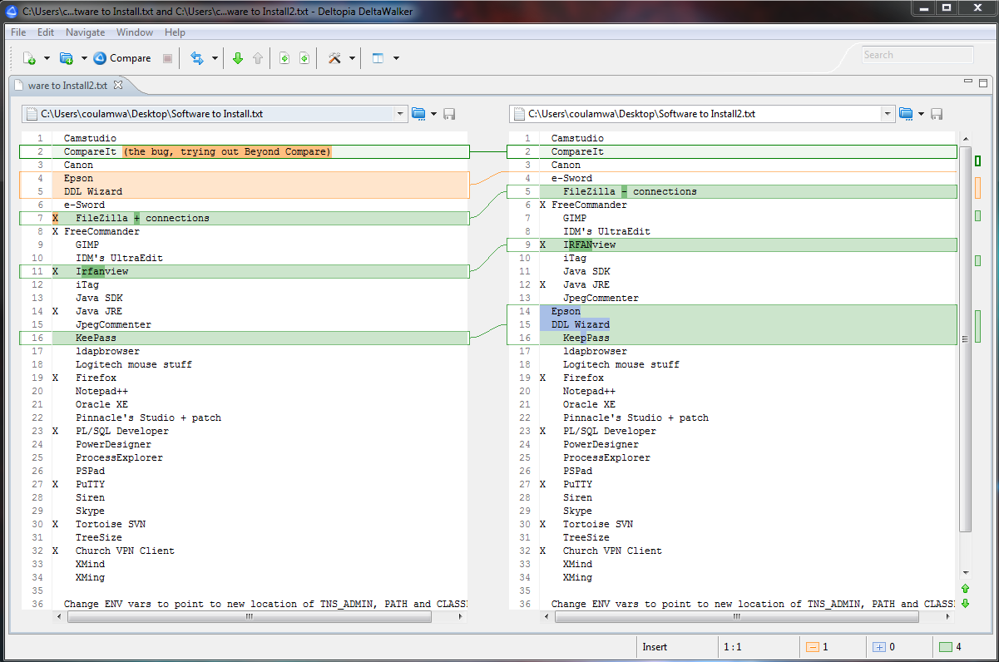 C:\Users\c...tware to Install.txt and C:\Users\c...ware to Install2.txt - Deltopia DeltaWalker
File Edit Navigate Window Help
Compare
Search
ware to Install2.txt
C:\Users\coulamwa\Desktop\Software to Install.txt
1 Camstudio
2 CompareIt (the bug, trying out Beyond Compare)
3 Canon
4 Epson
5 DDL Wizard
6 e-Sword
7 X FileZilla + connections
8 X FreeCommander
9 GIMP
10 IDM's UltraEdit
11 X Irfanview
12 iTag
13 Java SDK
14 X Java JRE
15 JpegCommenter
16 KeePass
17 ldapbrowser
18 Logitech mouse stuff
19 X Firefox
20 Notepad++
21 Oracle XE
22 Pinnacle's Studio + patch
23 X PL/SQL Developer
24 PowerDesigner
25 ProcessExplorer
26 PSPad
27 X PuTTY
28 Siren
29 Skype
30 X Tortoise SVN
31 TreeSize
32 X Church VPN Client
33 XMind
34 XMing
35
36 Change ENV vars to point to new location of TNS_ADMIN, PATH and CLASS
C:\Users\coulamwa\Desktop\Software to Install2.txt
1 Camstudio
2 CompareIt
3 Canon
4 e-Sword
5 FileZilla - connections
6 X FreeCommander
7 GIMP
8 IDM's UltraEdit
9 X IRFANview
10 iTag
11 Java SDK
12 X Java JRE
13 JpegCommenter
14 Epson
15 DDL Wizard
16 KeepPass
17 ldapbrowser
18 Logitech mouse stuff
19 X Firefox
20 Notepad++
21 Oracle XE
22 Pinnacle's Studio + patch
23 X PL/SQL Developer
24 PowerDesigner
25 ProcessExplorer
26 PSPad
27 X PuTTY
28 Siren
29 Skype
30 X Tortoise SVN
31 TreeSize
32 X Church VPN Client
33 XMind
34 XMing
35
36 Change ENV vars to point to new location of TNS_ADMIN, PATH and CLASS
Insert 1 : 1 1 0 4